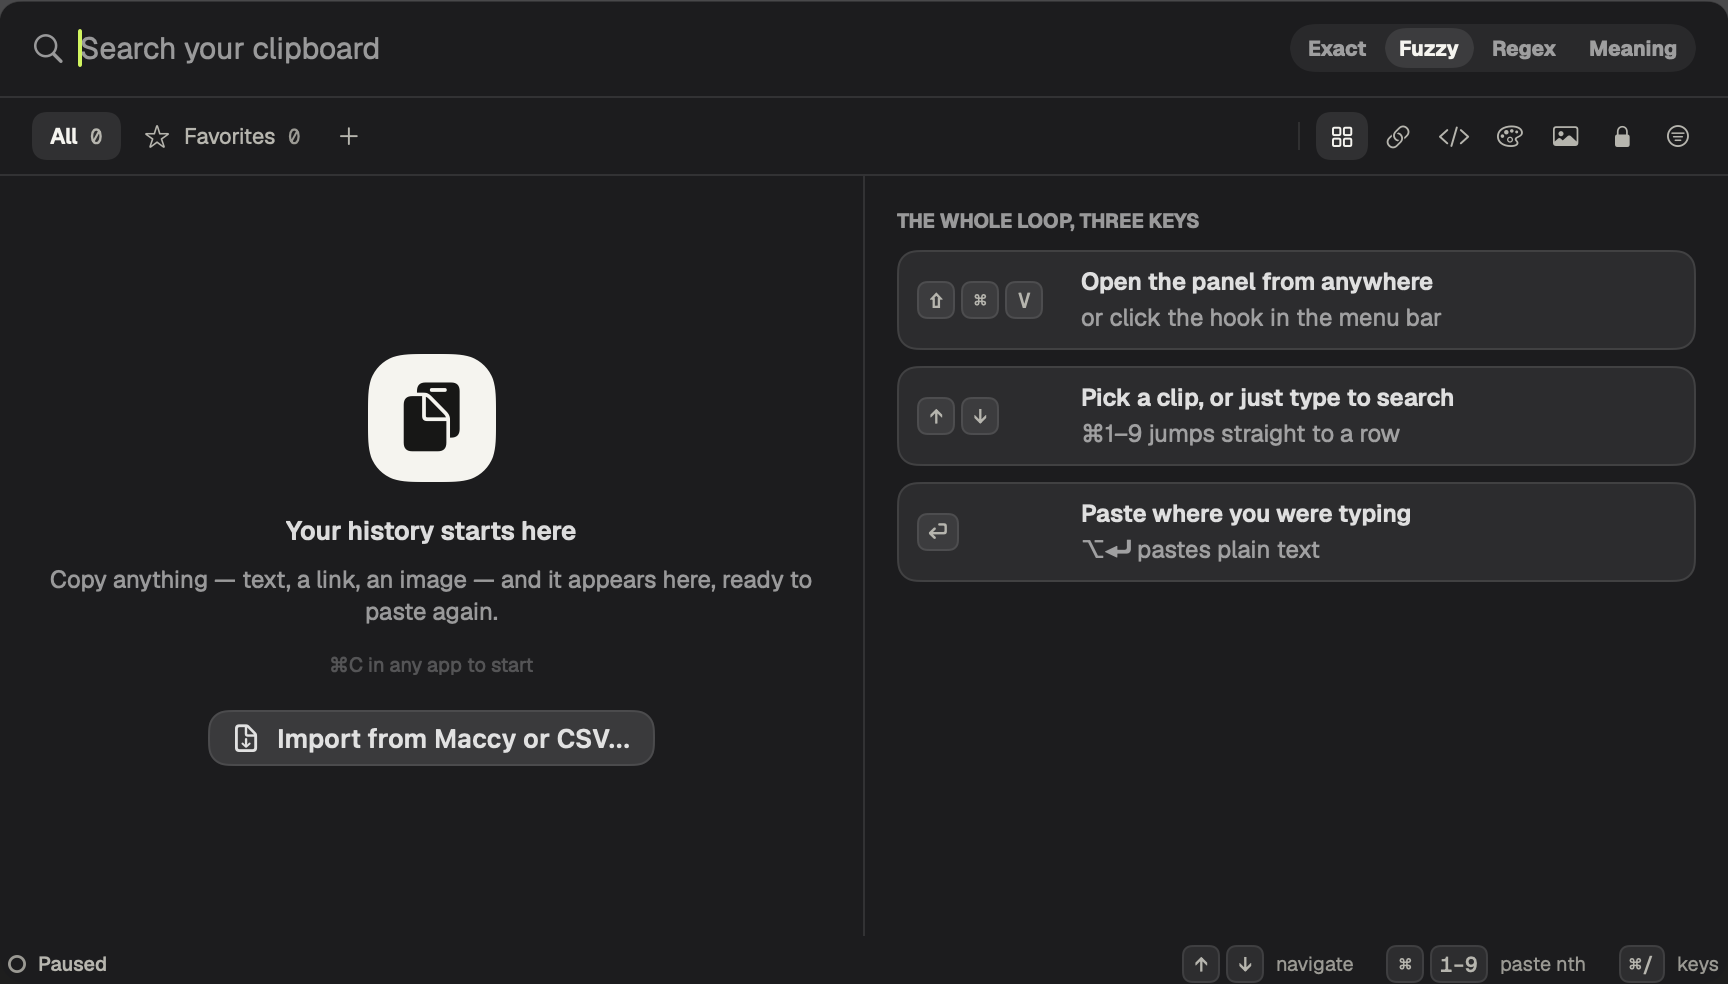 Search your clipboard
Exact Fuzzy Regex Meaning
All 0 Favorites 0
THE WHOLE LOOP, THREE KEYS
⇧ ⌘ V
Open the panel from anywhere
or click the hook in the menu bar
↑ ↓
Pick a clip, or just type to search
⌘1–9 jumps straight to a row
Paste where you were typing
⌥↩ pastes plain text
Your history starts here
Copy anything — text, a link, an image — and it appears here, ready to
paste again.
⌘C in any app to start
Import from Maccy or CSV...
Paused
↑ ↓ navigate ⌘ 1–9 paste nth ⌘/ keys